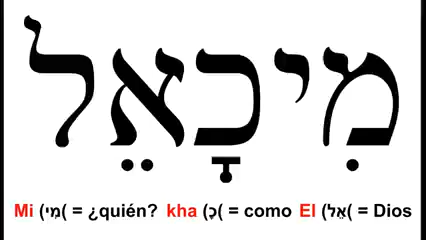 מִיכָאֵל
Mi (מִי) = ¿quién? kha (כָ) = como El (אֵל) = Dios